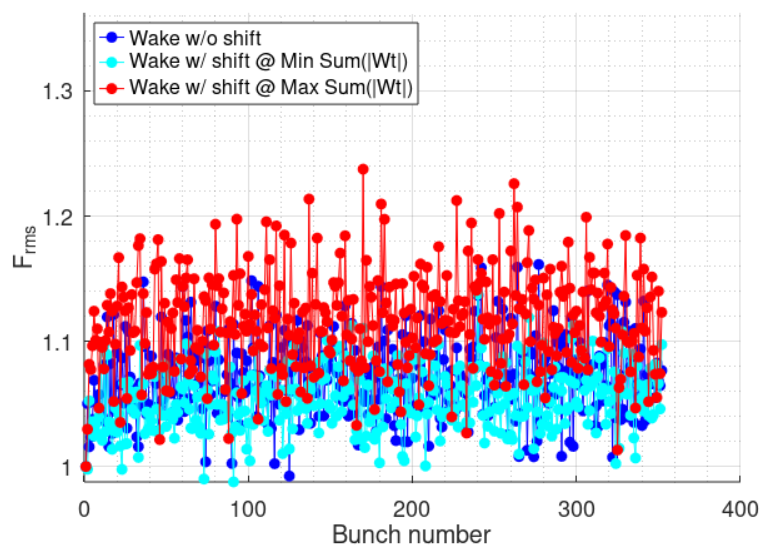 Wake w/o shift
Wake w/ shift @ Min Sum(|Wt|)
Wake w/ shift @ Max Sum(|Wt|)
1.3
1.2
1.1
1
F_rms
0 100 200 300 400
Bunch number